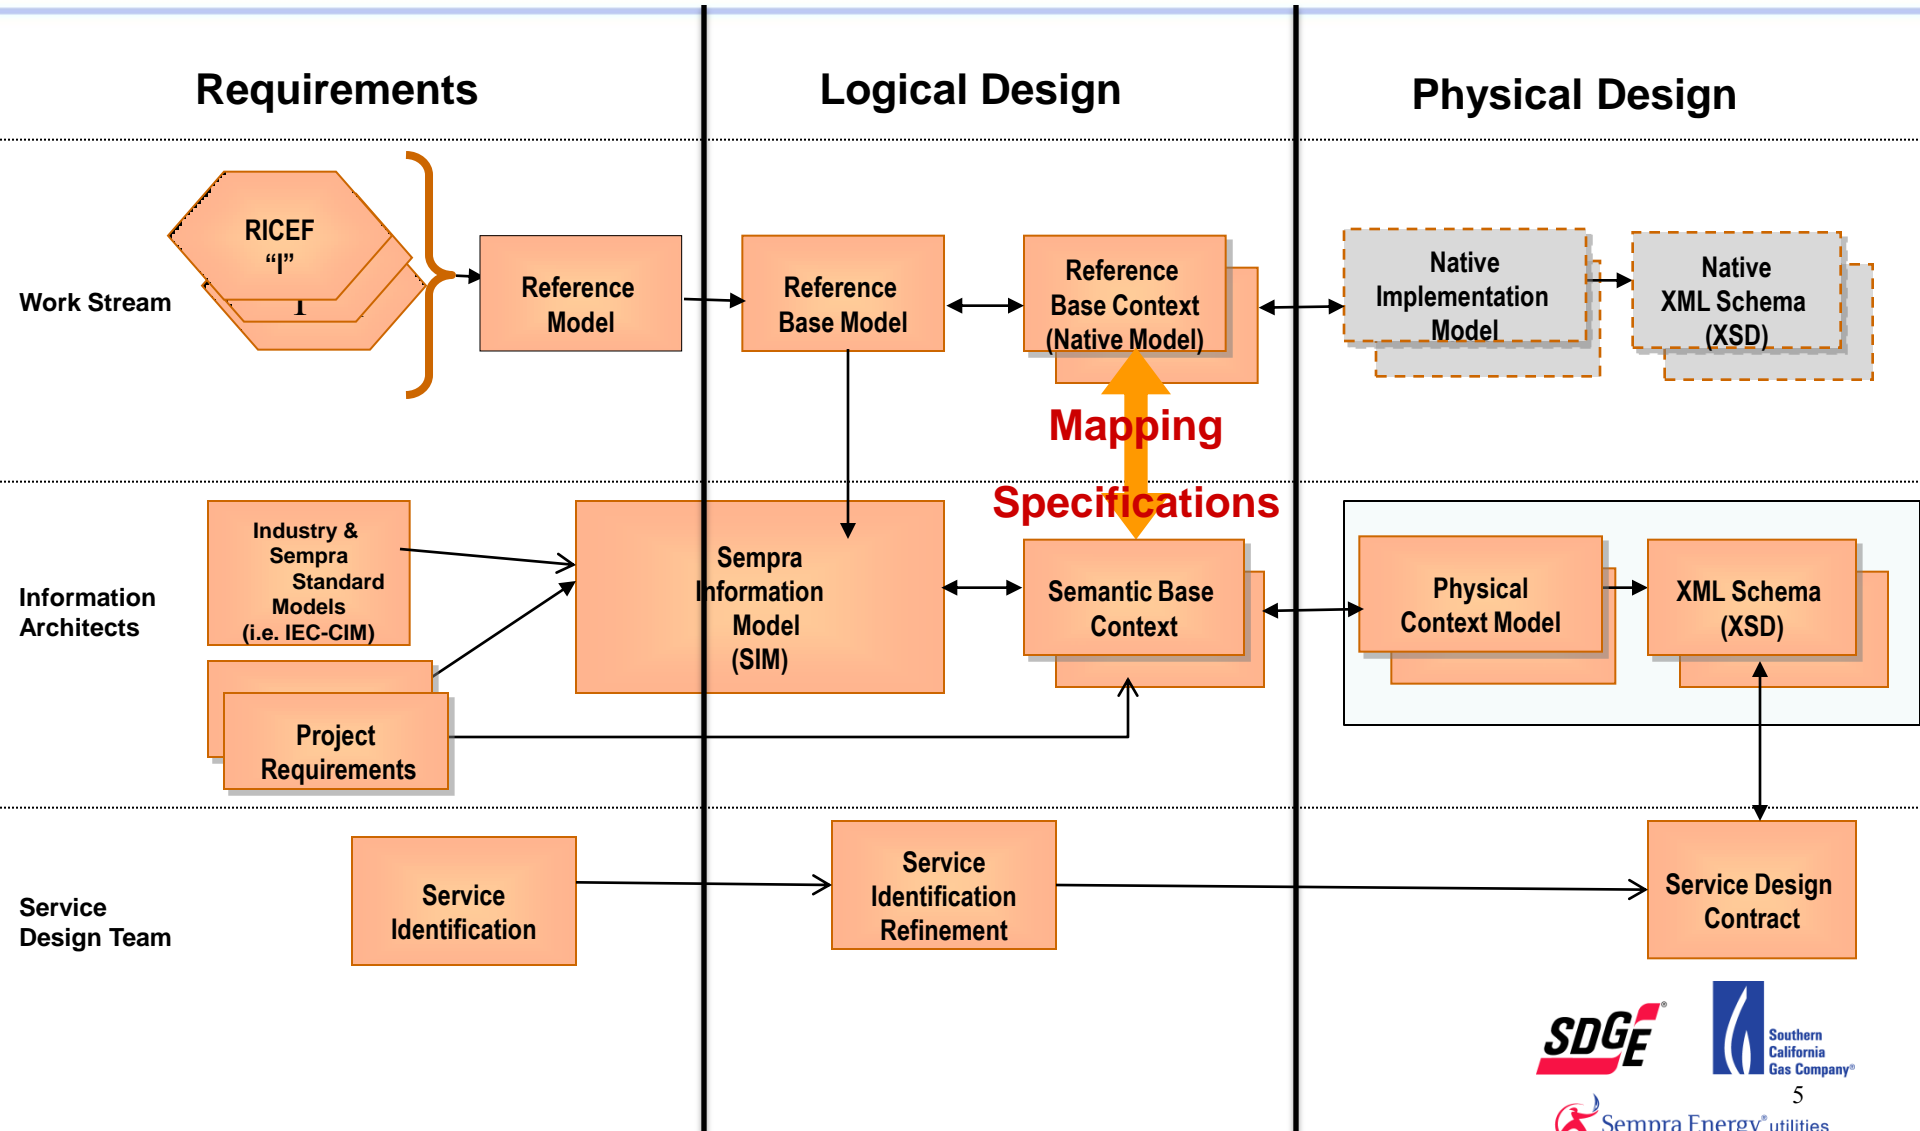 Requirements
Logical Design
Physical Design
Work Stream
RICEF
“I”
I
Reference
Model
Reference
Base Model
Reference
Base Context
(Native Model)
Native
Implementation
Model
Native
XML Schema
(XSD)
Mapping
Specifications
Information
Architects
Industry &
Sempra
Standard
Models
(i.e. IEC-CIM)
Project
Requirements
Sempra
Information
Model
(SIM)
Semantic Base
Context
Physical
Context Model
XML Schema
(XSD)
Service
Design Team
Service
Identification
Service
Identification
Refinement
Service Design
Contract
SDGE®
Southern
California
Gas Company®
5
Sempra Energy® utilities